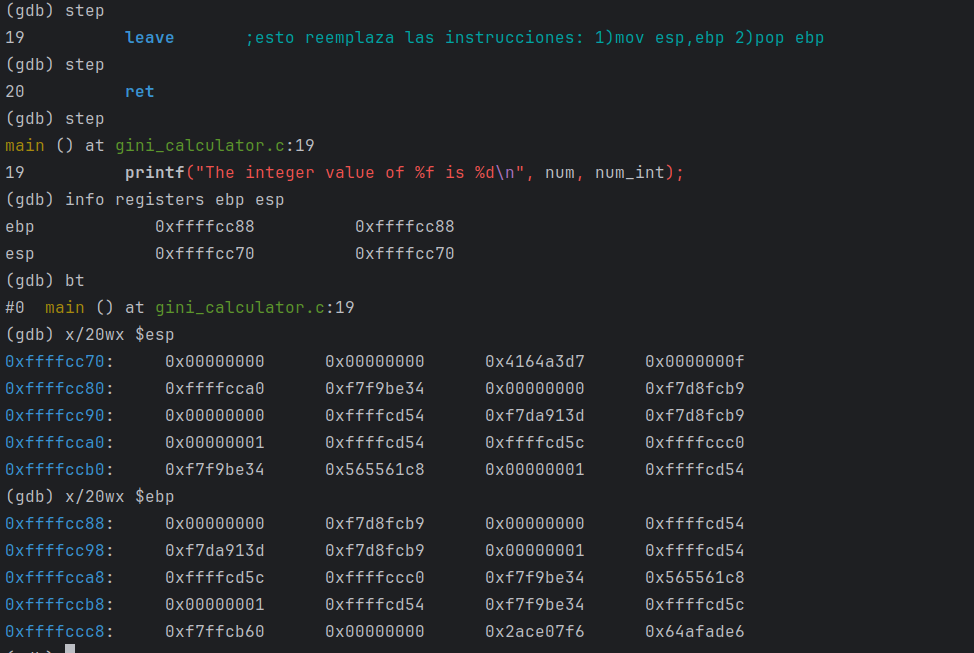 (gdb) step
19 leave ;esto reemplaza las instrucciones: 1)mov esp,ebp 2)pop ebp
(gdb) step
20 ret
(gdb) step
main () at gini_calculator.c:19
19 printf("The integer value of %f is %d\n", num, num_int);
(gdb) info registers ebp esp
ebp 0xffffcc88 0xffffcc88
esp 0xffffcc70 0xffffcc70
(gdb) bt
#0 main () at gini_calculator.c:19
(gdb) x/20wx $esp
0xffffcc70: 0x00000000 0x00000000 0x4164a3d7 0x0000000f
0xffffcc80: 0xffffcca0 0xf7f9be34 0x00000000 0xf7d8fcb9
0xffffcc90: 0x00000000 0xffffcd54 0xf7da913d 0xf7d8fcb9
0xffffcca0: 0x00000001 0xffffcd54 0xffffcd5c 0xffffccc0
0xffffccb0: 0xf7f9be34 0x565561c8 0x00000001 0xffffcd54
(gdb) x/20wx $ebp
0xffffcc88: 0x00000000 0xf7d8fcb9 0x00000000 0xffffcd54
0xffffcc98: 0xf7da913d 0xf7d8fcb9 0x00000001 0xffffcd54
0xffffcca8: 0xffffcd5c 0xffffccc0 0xf7f9be34 0x565561c8
0xffffccb8: 0x00000001 0xffffcd54 0xf7f9be34 0xffffcd5c
0xffffccc8: 0xf7ffcb60 0x00000000 0x2ace07f6 0x64afade6